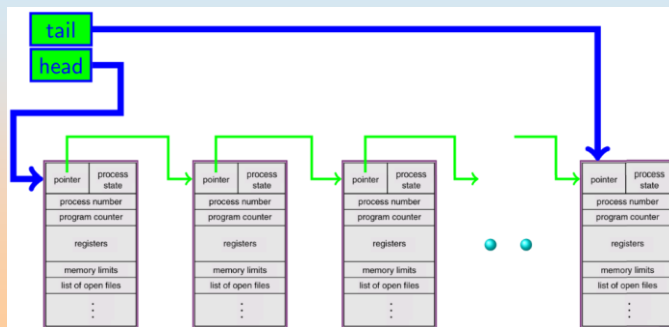 tail
head
pointer process state
process number
program counter
registers
memory limits
list of open files
pointer process state
process number
program counter
registers
memory limits
list of open files
pointer process state
process number
program counter
registers
memory limits
list of open files
pointer process state
process number
program counter
registers
memory limits
list of open files